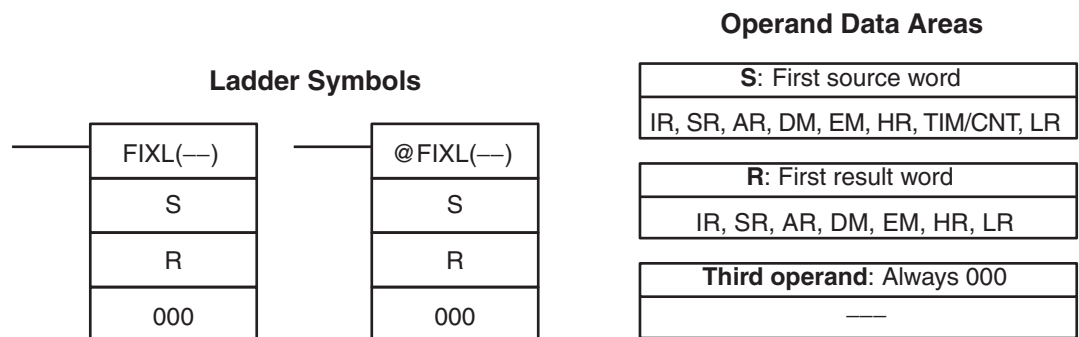 Ladder Symbols
FIXL(––)
S
R
000
@FIXL(––)
S
R
000
Operand Data Areas
S: First source word
IR, SR, AR, DM, EM, HR, TIM/CNT, LR
R: First result word
IR, SR, AR, DM, EM, HR, LR
Third operand: Always 000
–––